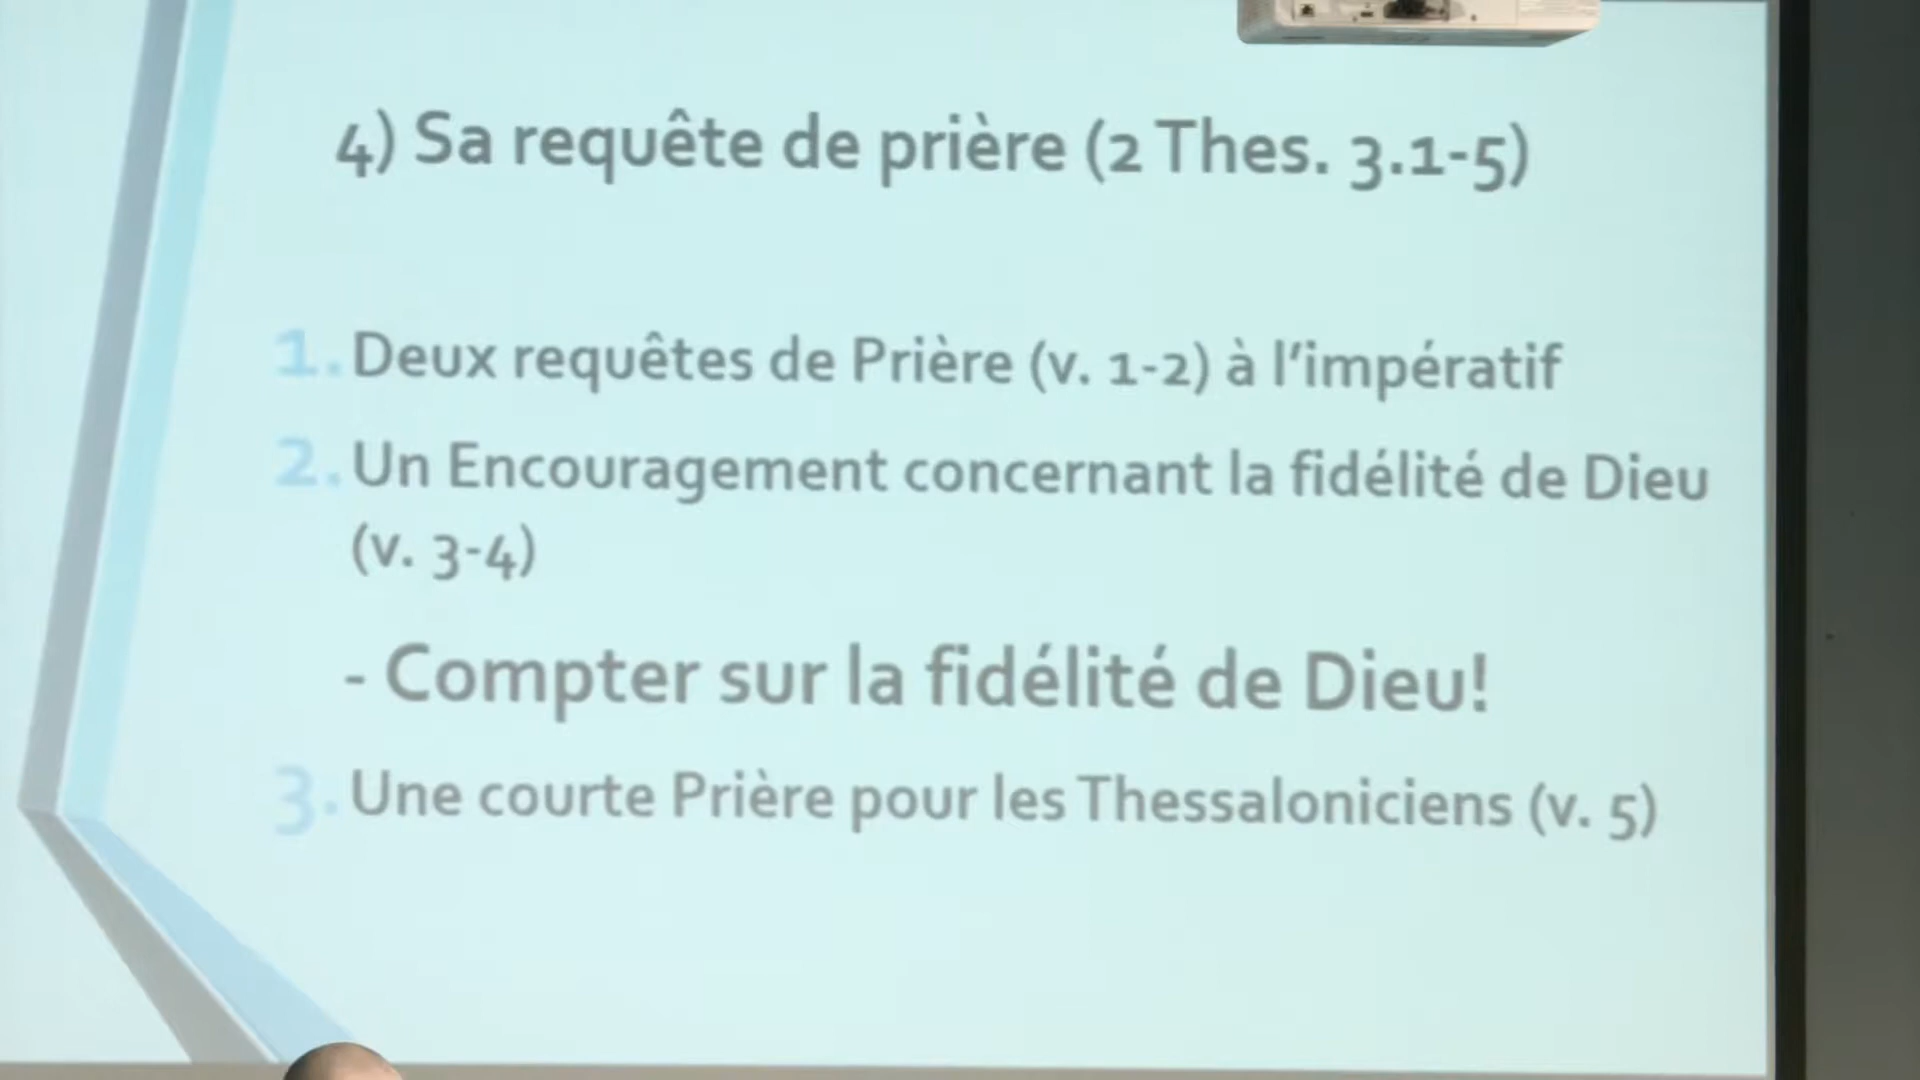 4) Sa requête de prière (2 Thes. 3.1-5)
1. Deux requêtes de Prière (v. 1-2) à l'impératif
2. Un Encouragement concernant la fidélité de Dieu
(v. 3-4)
- Compter sur la fidélité de Dieu!
3. Une courte Prière pour les Thessaloniciens (v. 5)